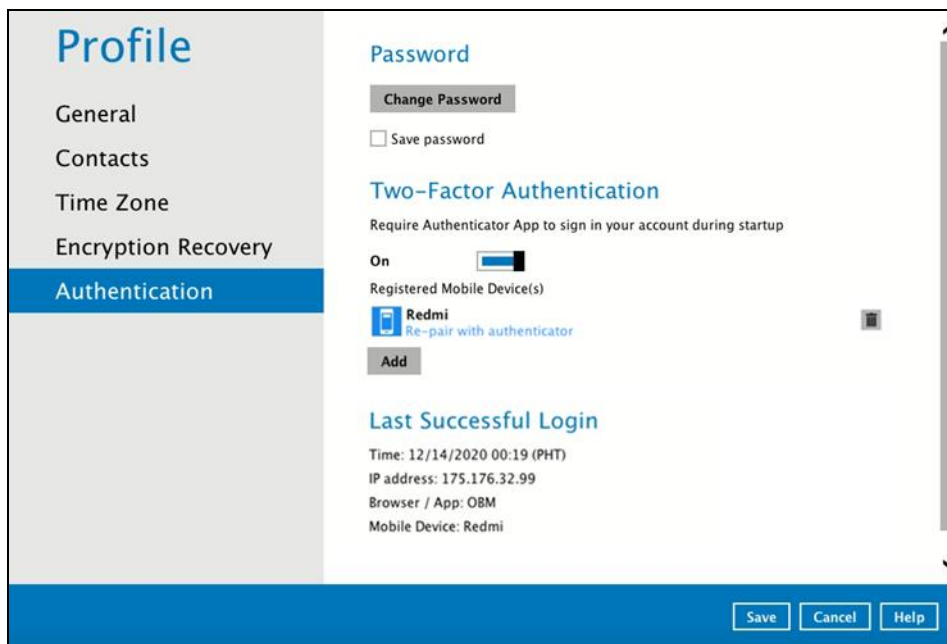 Profile
General
Contacts
Time Zone
Encryption Recovery
Authentication
Password
Change Password
Save password
Two-Factor Authentication
Require Authenticator App to sign in your account during startup
On
Registered Mobile Device(s)
Redmi
Re-pair with authenticator
Add
Last Successful Login
Time: 12/14/2020 00:19 (PHT)
IP address: 175.176.32.99
Browser / App: OBM
Mobile Device: Redmi
Save Cancel Help